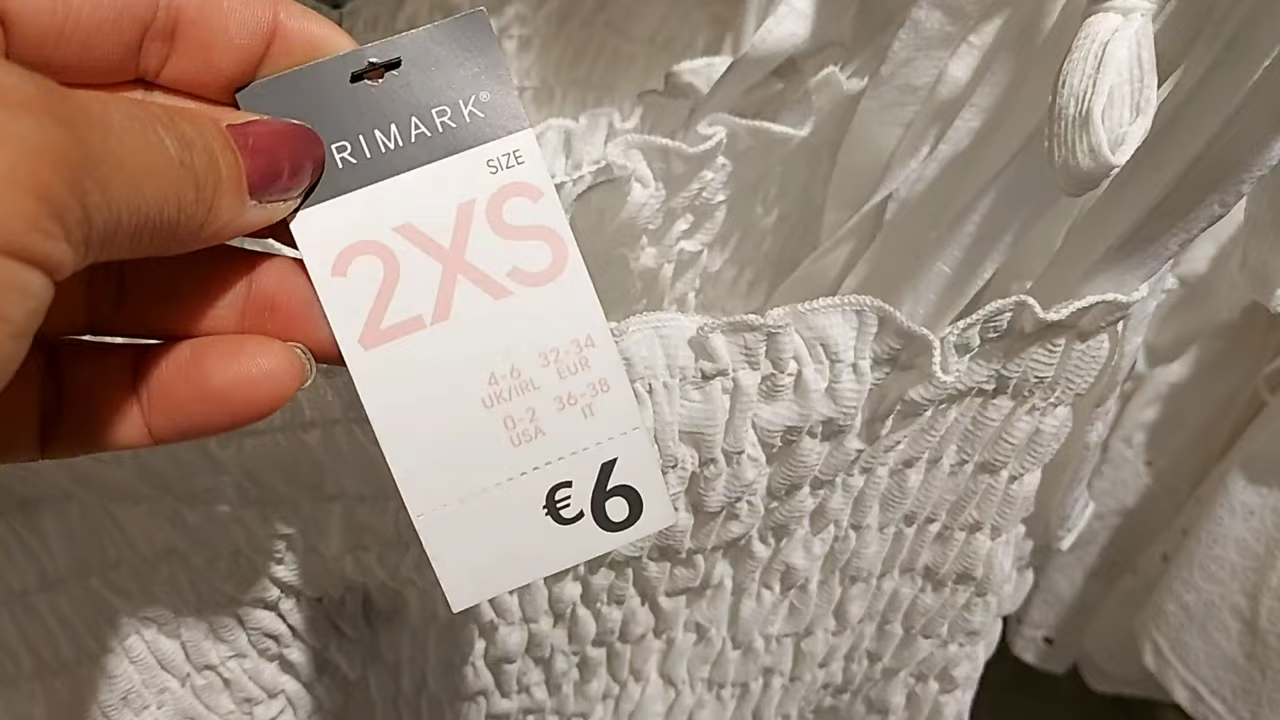 RIMARK®
SIZE
2XS
4-6 32-34
UK/IRL EUR
0-2 36-38
USA IT
€6